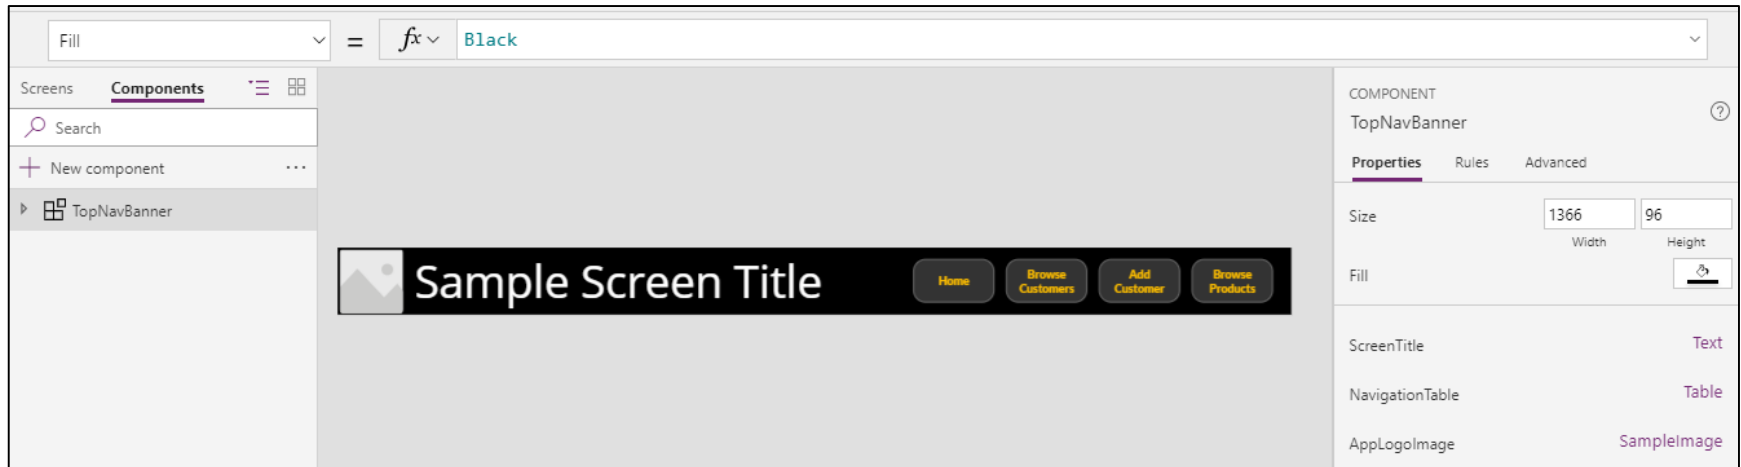 Fill
= fx Black
Screens Components
Search
New component ...
TopNavBanner
Sample Screen Title
Home
Browse
Customers
Add
Customer
Browse
Products
COMPONENT
TopNavBanner
?
Properties Rules Advanced
Size 1366 96
Width Height
Fill
ScreenTitle Text
NavigationTable Table
AppLogoImage SampleImage